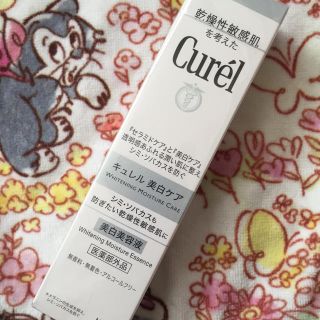 乾燥性敏感肌
を考えた
Curél
『セラミドケア』と『美白ケア』
透明感あふれる潤い肌に整え
シミ・ソバカスを防ぐ
キュレル 美白ケア
WHITENING MOISTURE CARE
シミ・ソバカスも
防ぎたい乾燥性敏感肌に
美白美容液
Whitening Moisture Essence
医薬部外品
無香料・無着色・アルコールフリー